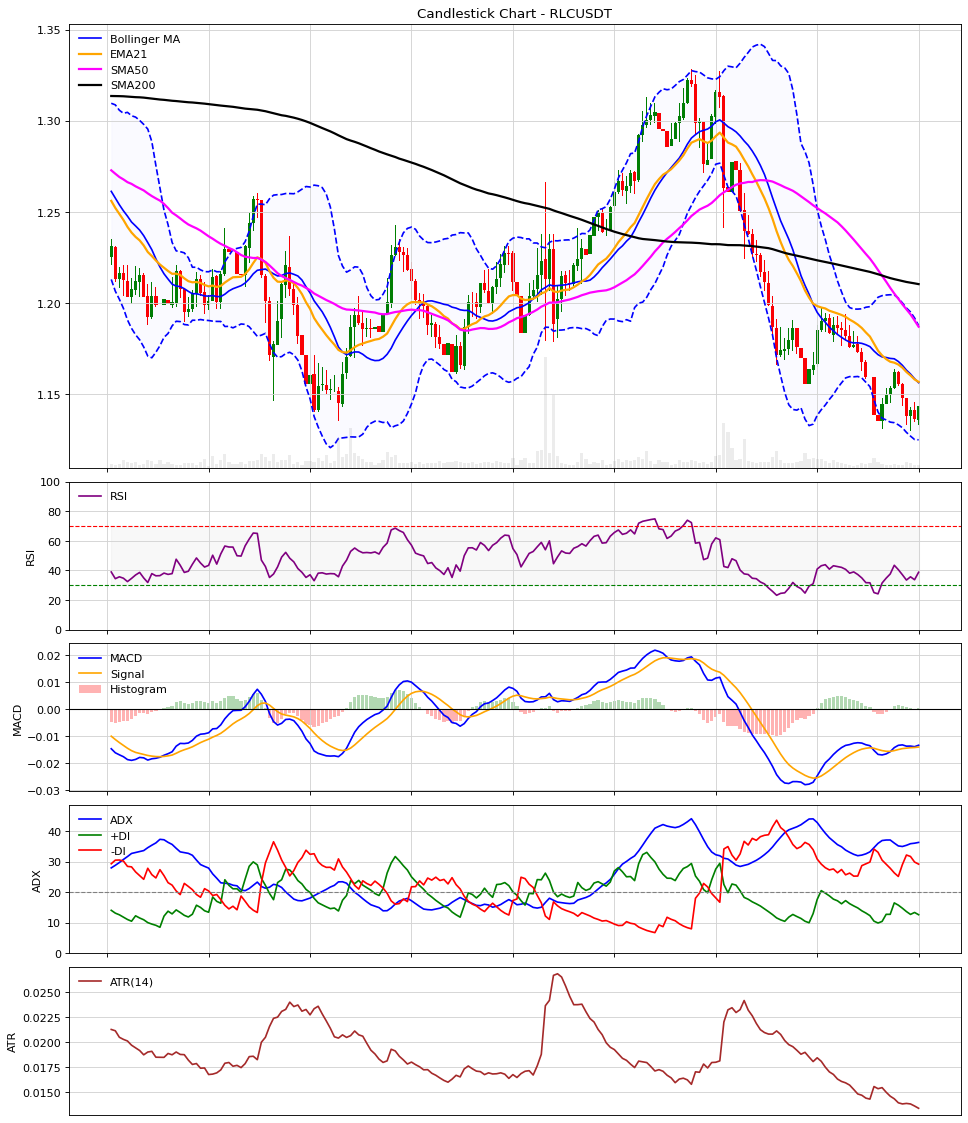 Candlestick Chart - RLCUSDT
1.35
1.30
1.25
1.20
1.15
Bollinger MA
EMA21
SMA50
SMA200
100
80
60
40
20
0
RSI
RSI
0.02
0.01
0.00
−0.01
−0.02
−0.03
MACD
MACD
Signal
Histogram
40
30
20
10
0
ADX
ADX
+DI
-DI
0.0250
0.0225
0.0200
0.0175
0.0150
ATR
ATR(14)